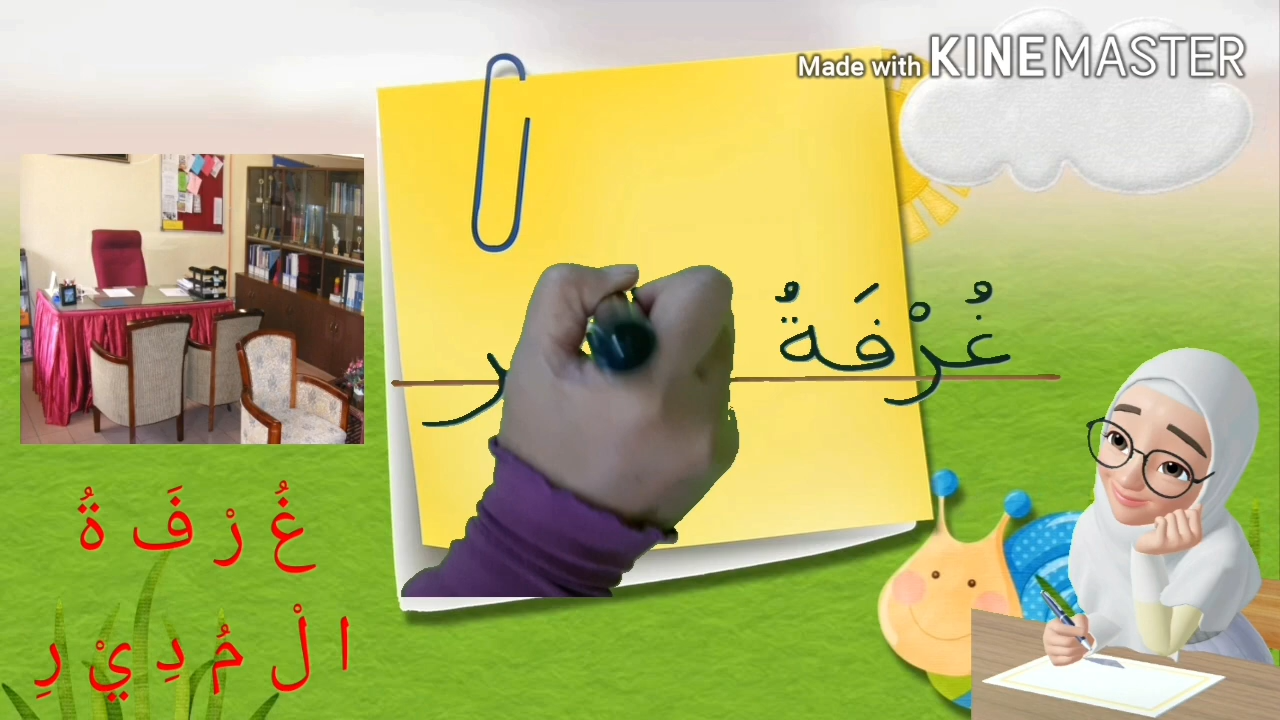 Made with KINEMASTER
غُرْفَةُ
غُ رْ فَ ةُ
ا لْ مُ دِ يْ رِ